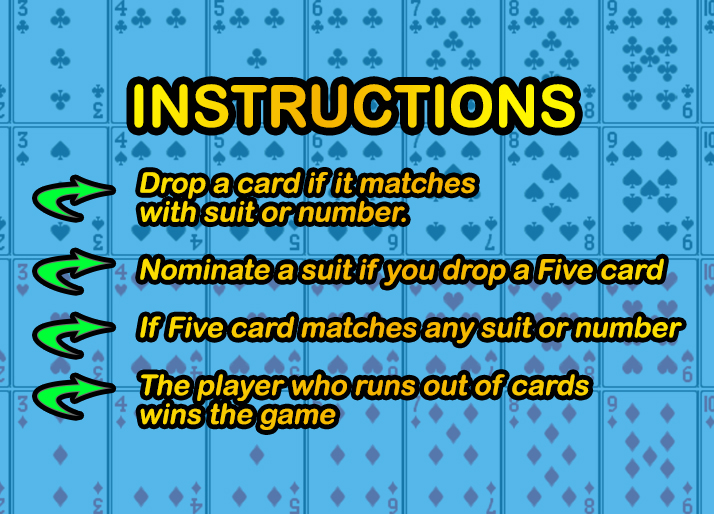 INSTRUCTIONS
Drop a card if it matches
with suit or number.
Nominate a suit if you drop a Five card
If Five card matches any suit or number
The player who runs out of cards
wins the game